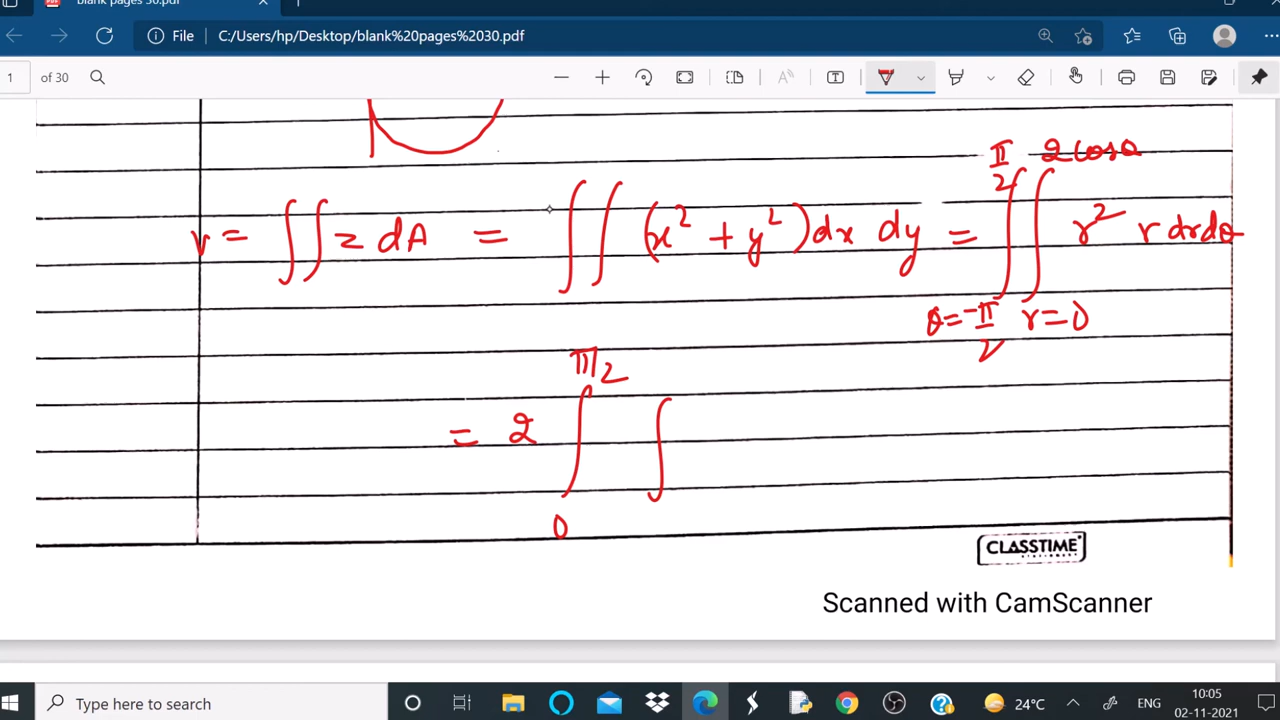 blank pages 30.pdf
File C:/Users/hp/Desktop/blank%20pages%2030.pdf
1 of 30
v = ∫∫ z dA = ∫∫ (x² + y²) dx dy = ∫_{θ=-π/2}^{π/2} ∫_{r=0}^{2cosθ} r² r dr dθ
= 2 ∫_0^{π/2} ∫
CLASSTIME
Scanned with CamScanner
Type here to search
24°C
ENG
10:05
02-11-2021